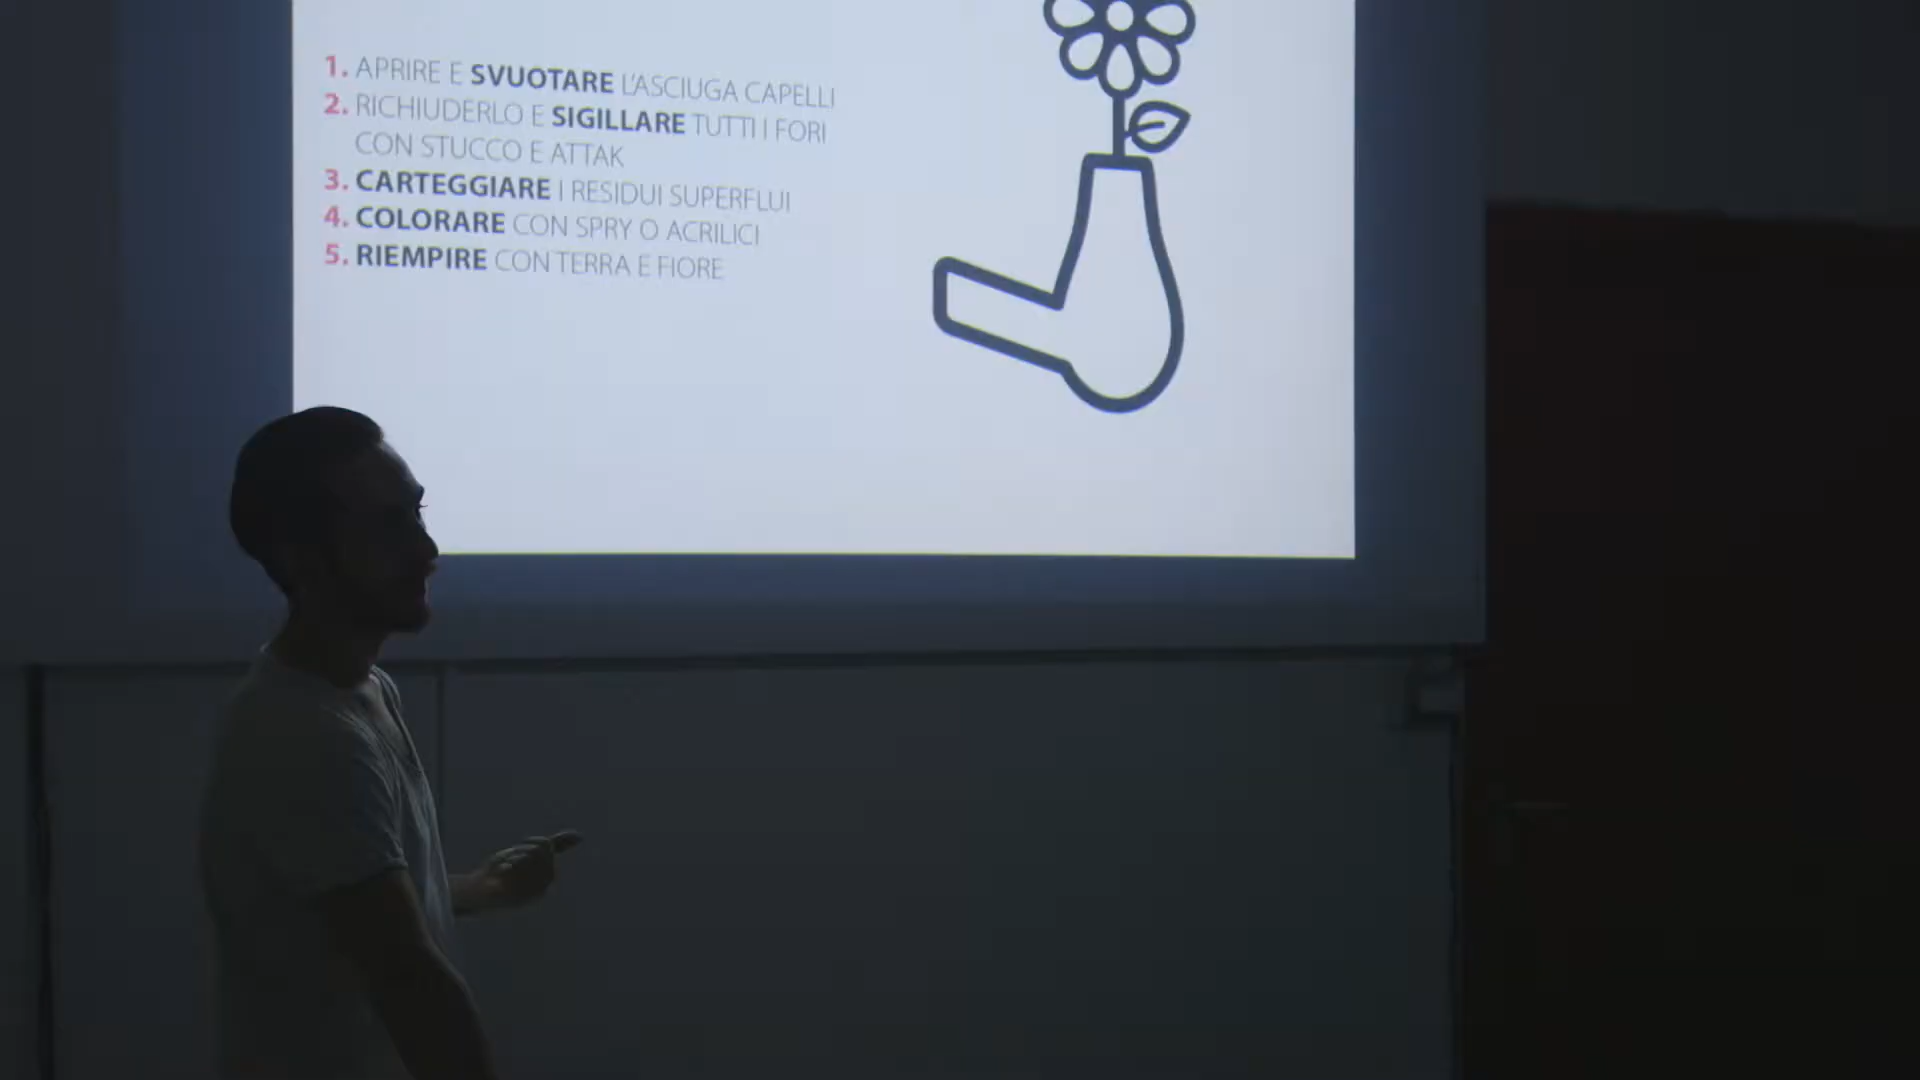 1. APRIRE E SVUOTARE L'ASCIUGA CAPELLI
2. RICHIUDERLO E SIGILLARE TUTTI I FORI
CON STUCCO E ATTAK
3. CARTEGGIARE I RESIDUI SUPERFLUI
4. COLORARE CON SPRY O ACRILICI
5. RIEMPIRE CON TERRA E FIORE